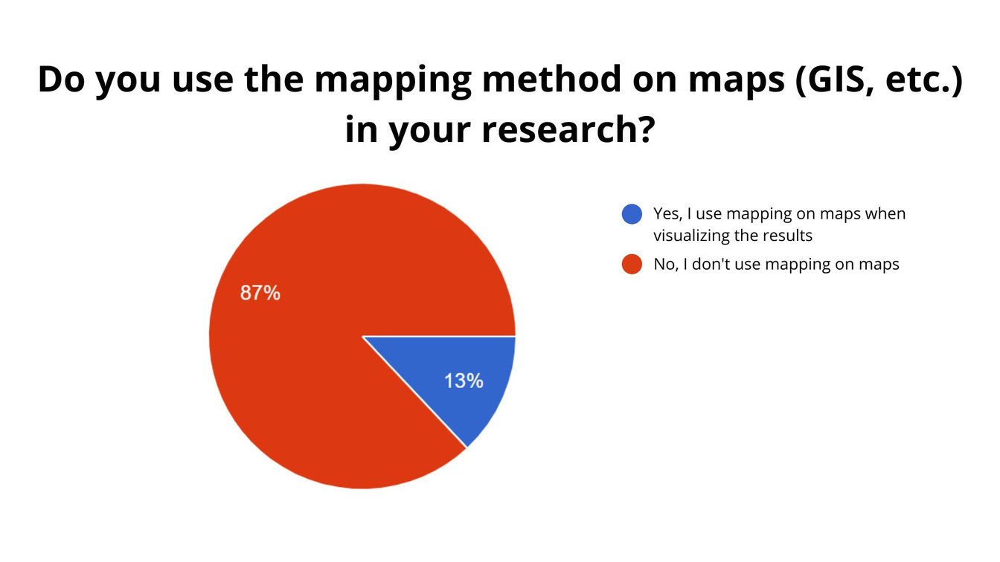 Do you use the mapping method on maps (GIS, etc.)
in your research?
Yes, I use mapping on maps when
visualizing the results
No, I don't use mapping on maps
87%
13%